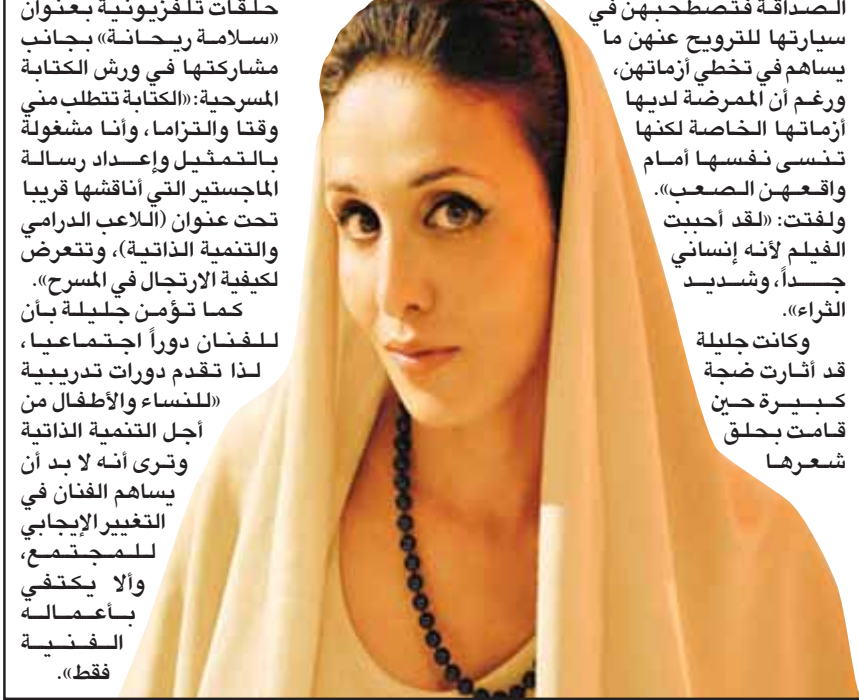 الصداقة فتصطحبهن في
سيارتها للترويح عنهن ما
يساهم في تخطي أزماتهن،
ورغم أن الممرضة لديها
أزماتها الخاصة لكنها
تنسى نفسها أمام
واقعهن الصعب».
ولفتت: «لقد أحببت
الفيلم لأنه إنساني
جداً، وشديد
الثراء».
وكانت جليلة
قد أثارت ضجة
كبيرة حين
قامت بحلق
شعرها
حلقات تلفزيونية بعنوان
«سلامة ريحانة» بجانب
مشاركتها في ورش الكتابة
المسرحية: «الكتابة تتطلب مني
وقتا والتزاما، وأنا مشغولة
بالتمثيل وإعداد رسالة
الماجستير التي أناقشها قريبا
تحت عنوان (اللاعب الدرامي
والتنمية الذاتية)، وتتعرض
لكيفية الارتجال في المسرح».
كما تؤمن جليلة بأن
للفنان دوراً اجتماعيا،
لذا تقدم دورات تدريبية
«للنساء والأطفال من
أجل التنمية الذاتية
وترى أنه لا بد أن
يساهم الفنان في
التغيير الإيجابي
للمجتمع،
وألا يكتفي
بأعماله
الفنية
فقط».